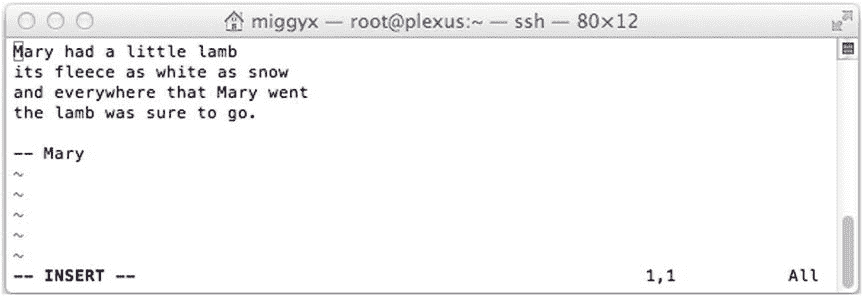 miggyx — root@plexus:~ — ssh — 80×12
Mary had a little lamb
its fleece as white as snow
and everywhere that Mary went
the lamb was sure to go.

-- Mary
~
~
~
~
~
-- INSERT -- 1,1 All